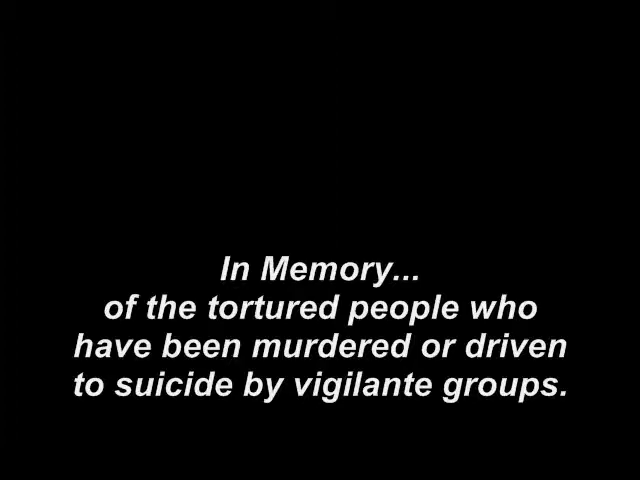 In Memory...
of the tortured people who
have been murdered or driven
to suicide by vigilante groups.